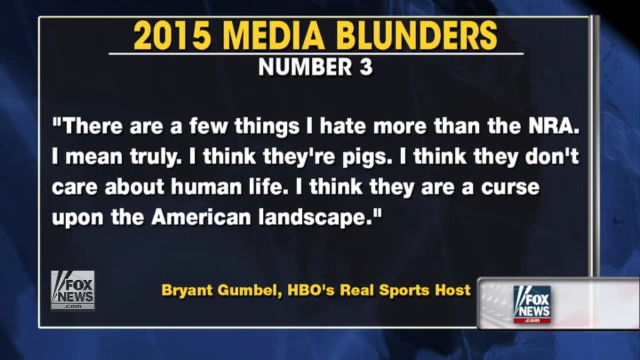 2015 MEDIA BLUNDERS
NUMBER 3
"There are a few things I hate more than the NRA.
I mean truly. I think they're pigs. I think they don't
care about human life. I think they are a curse
upon the American landscape."
Bryant Gumbel, HBO's Real Sports Host
FOX
NEWS
.com
FOX
NEWS
.com